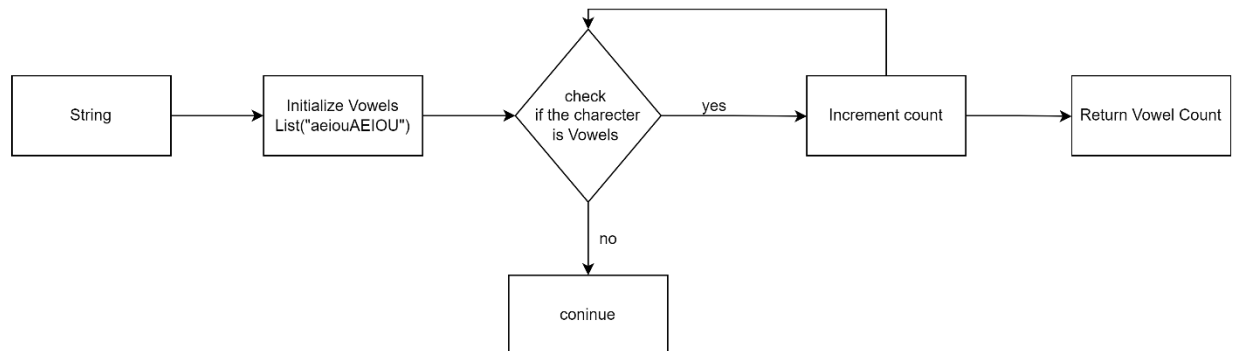 String
Initialize Vowels
List("aeiouAEIOU")
check
if the charecter
is Vowels
yes
Increment count
Return Vowel Count
no
coninue